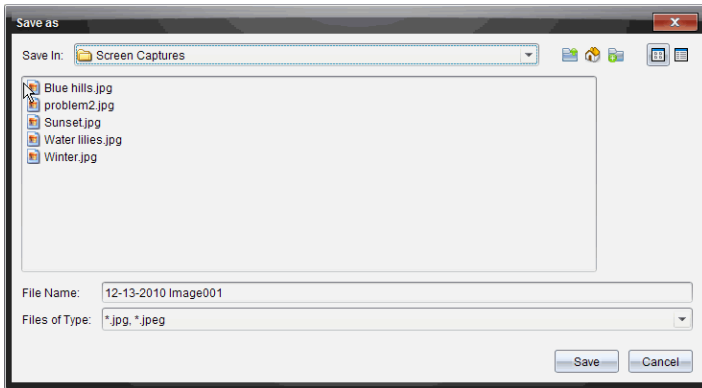 Save as
Save In: Screen Captures
Blue hills.jpg
problem2.jpg
Sunset.jpg
Water lilies.jpg
Winter.jpg
File Name: 12-13-2010 Image001
Files of Type: *.jpg, *.jpeg
Save Cancel